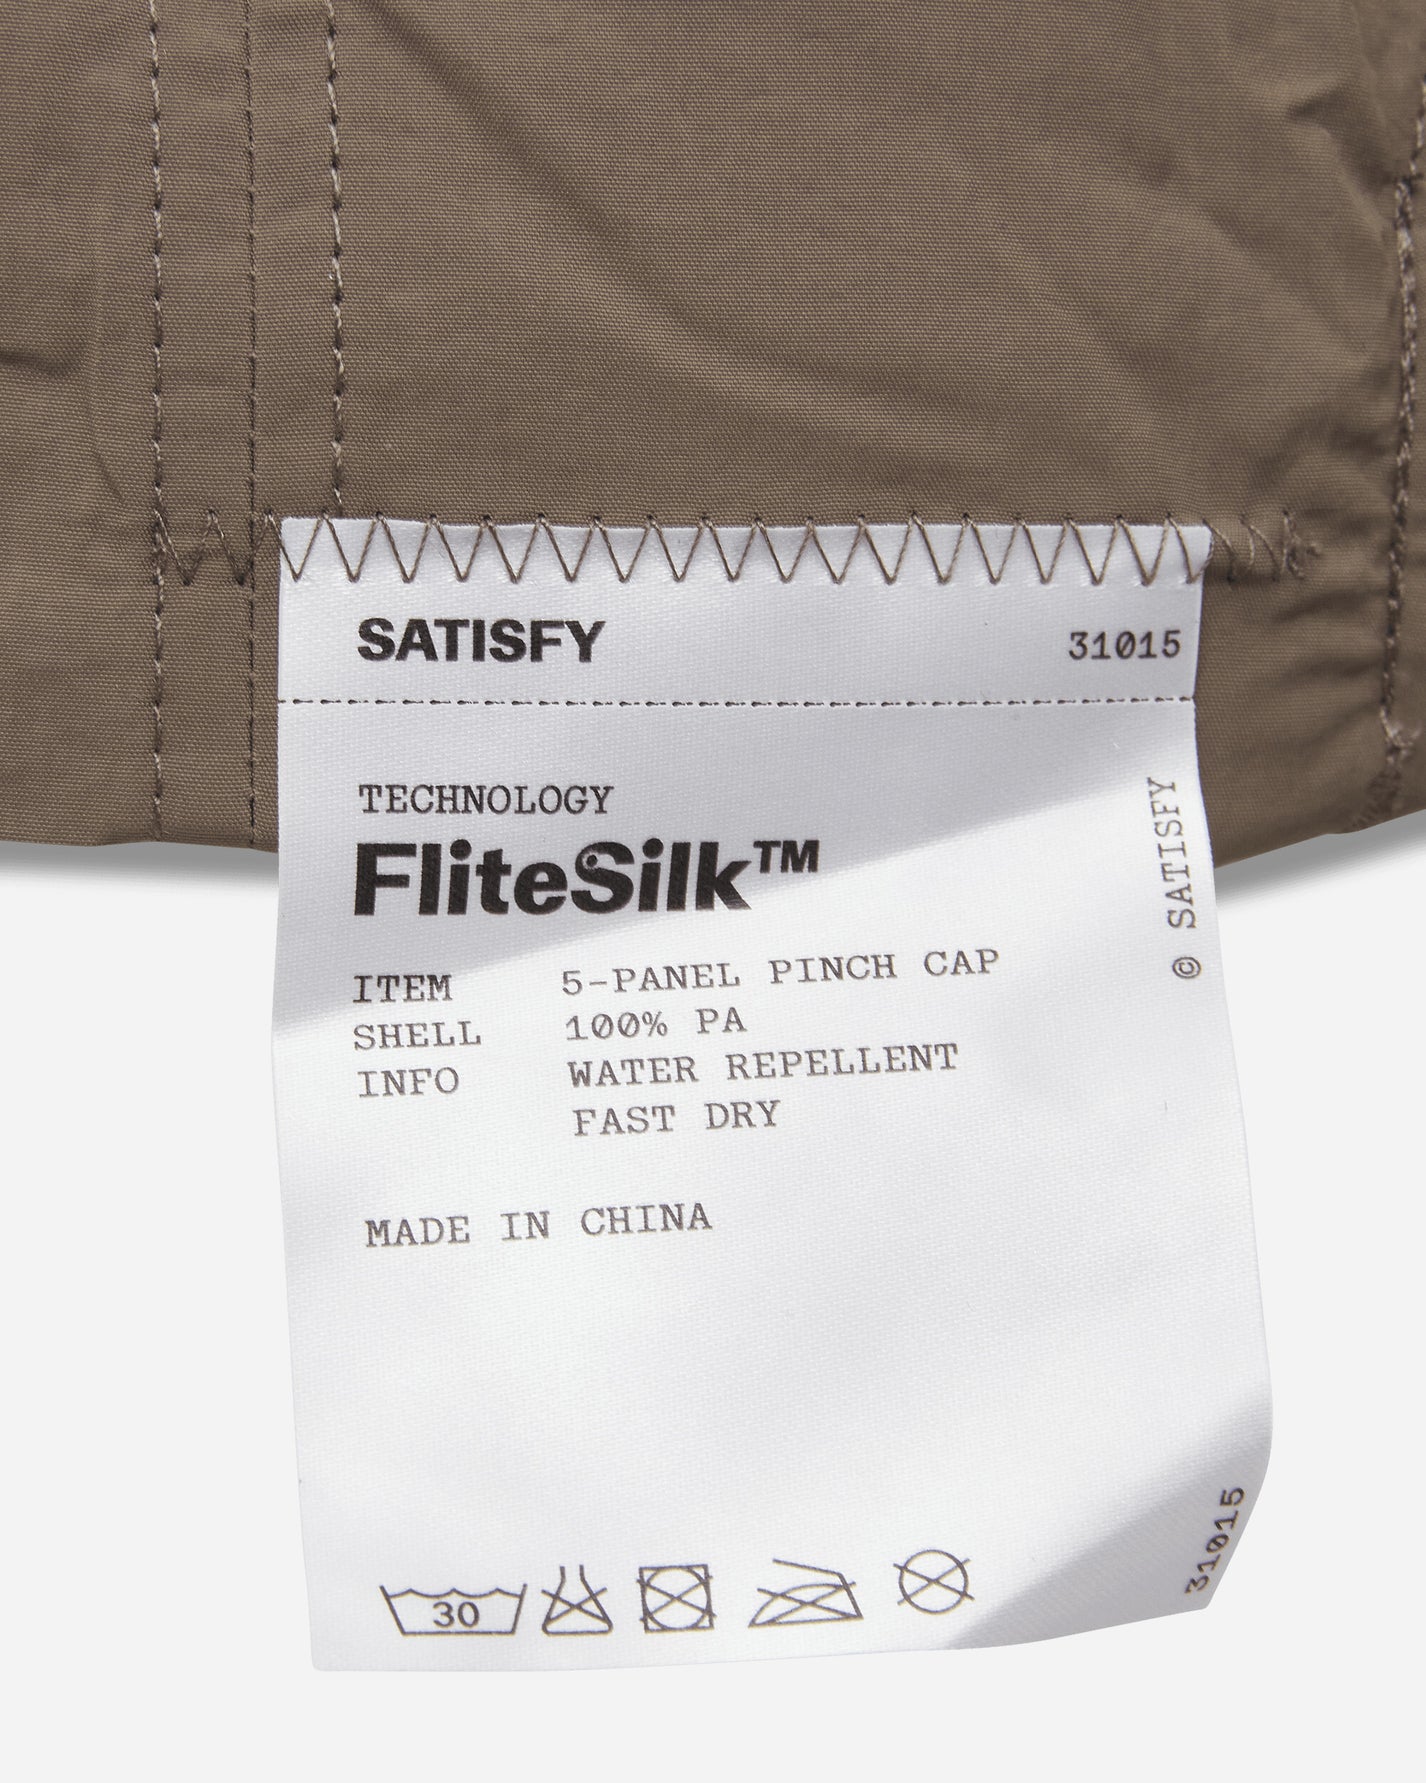 SATISFY 31015
TECHNOLOGY
FliteSilk™
ITEM 5-PANEL PINCH CAP
SHELL 100% PA
INFO WATER REPELLENT
FAST DRY
MADE IN CHINA
30
© SATISFY
31015